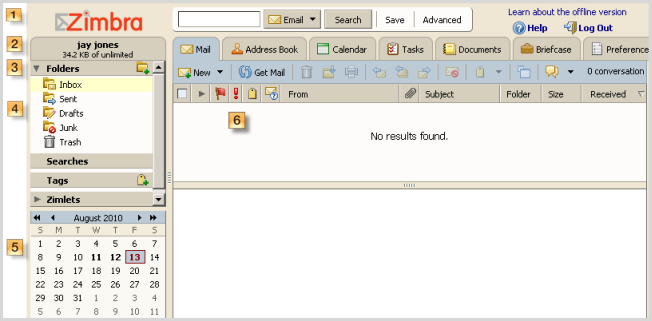 1
Zimbra
Email
Search
Save
Advanced
Learn about the offline version
Help
Log Out
2
jay jones
34.2 KB of unlimited
Mail
Address Book
Calendar
Tasks
Documents
Briefcase
Preference
3
Folders
New
Get Mail
0 conversation
Inbox
From
Subject
Folder
Size
Received
4
Sent
Drafts
Junk
Trash
6
No results found.
Searches
Tags
Zimlets
August 2010
S M T W T F S
1 2 3 4 5 6 7
5
8 9 10 11 12 13 14
15 16 17 18 19 20 21
22 23 24 25 26 27 28
29 30 31 1 2 3 4
5 6 7 8 9 10 11